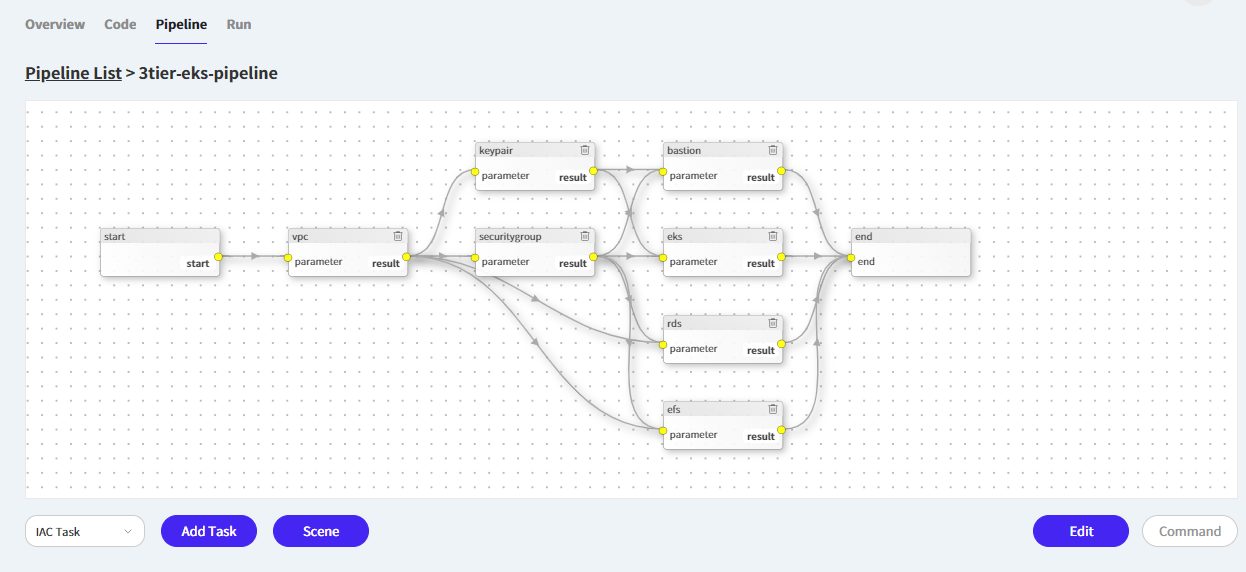 Overview Code Pipeline Run
Pipeline List > 3tier-eks-pipeline
keypair
parameter
result
bastion
parameter
result
start
start
vpc
parameter
result
securitygroup
parameter
result
eks
parameter
result
end
end
rds
parameter
result
efs
parameter
result
IAC Task
Add Task
Scene
Edit
Command